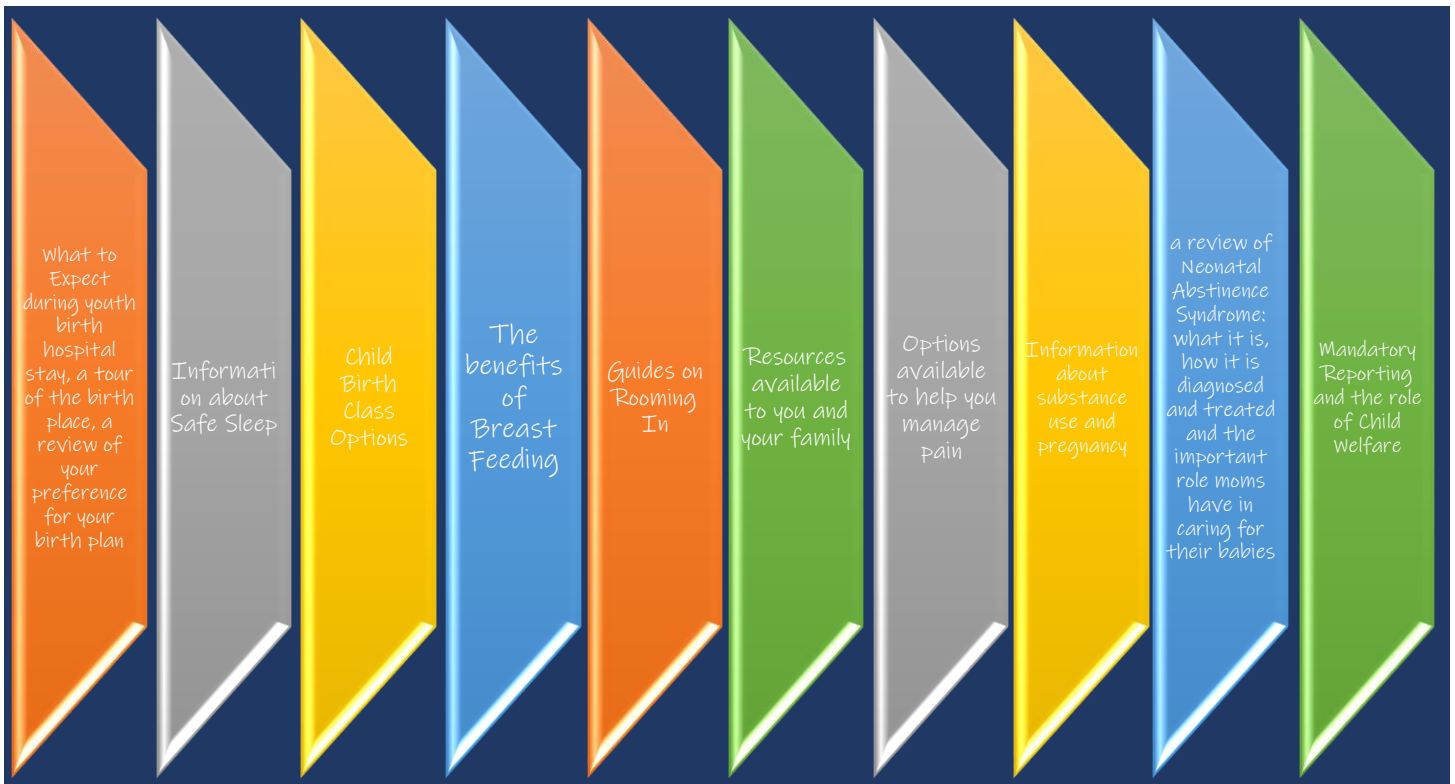 What to
Expect
during youth
birth
hospital
stay, a tour
of the birth
place, a
review of
your
preference
for your
birth plan
Informati
on about
Safe Sleep
Child
Birth
Class
Options
The
benefits
of
Breast
Feeding
Guides on
Rooming
In
Resources
available
to you and
your family
Options
available
to help you
manage
pain
Information
about
substance
use and
pregnancy
a review of
Neonatal
Abstinence
Syndrome:
what it is,
how it is
diagnosed
and treated
and the
important
role moms
have in
caring for
their babies
Mandatory
Reporting
and the role
of Child
Welfare